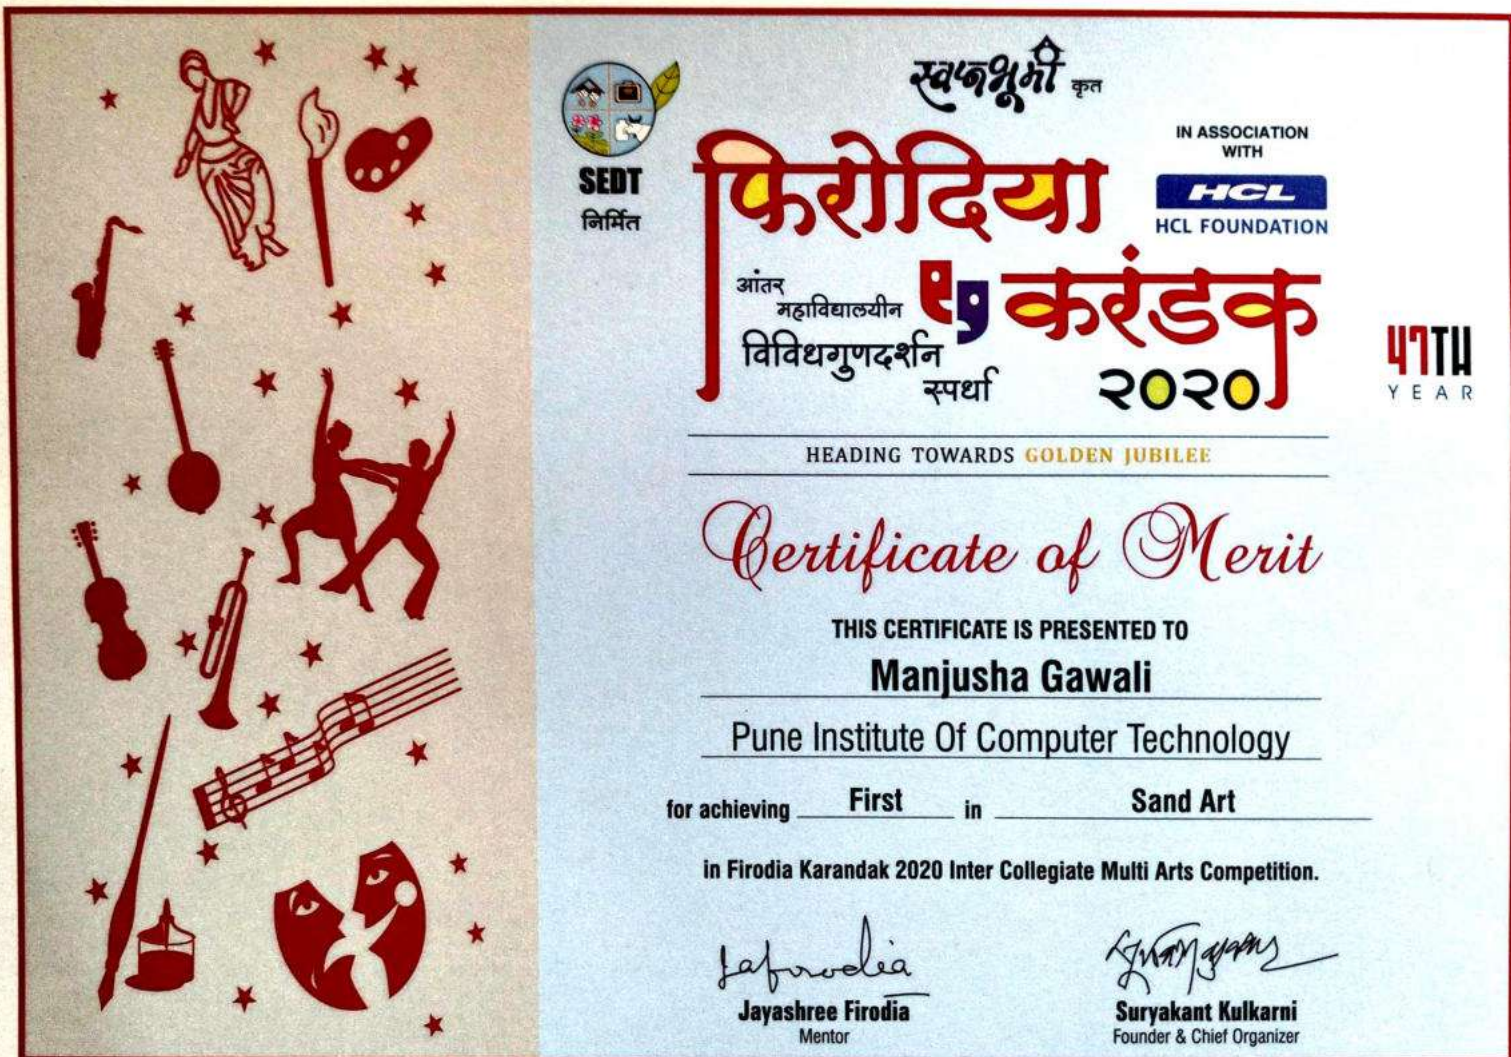 स्वप्नभूमी कृत
SEDT
निर्मित
फिरोदिया
IN ASSOCIATION
WITH
HCL
HCL FOUNDATION
आंतर
महाविद्यालयीन
करंडक
विविधगुणदर्शन
स्पर्धा
२०२०
47TH
YEAR
HEADING TOWARDS GOLDEN JUBILEE
Certificate of Merit
THIS CERTIFICATE IS PRESENTED TO
Manjusha Gawali
Pune Institute Of Computer Technology
for achieving First in Sand Art
in Firodia Karandak 2020 Inter Collegiate Multi Arts Competition.
Jayashree Firodia
Mentor
Suryakant Kulkarni
Founder & Chief Organizer